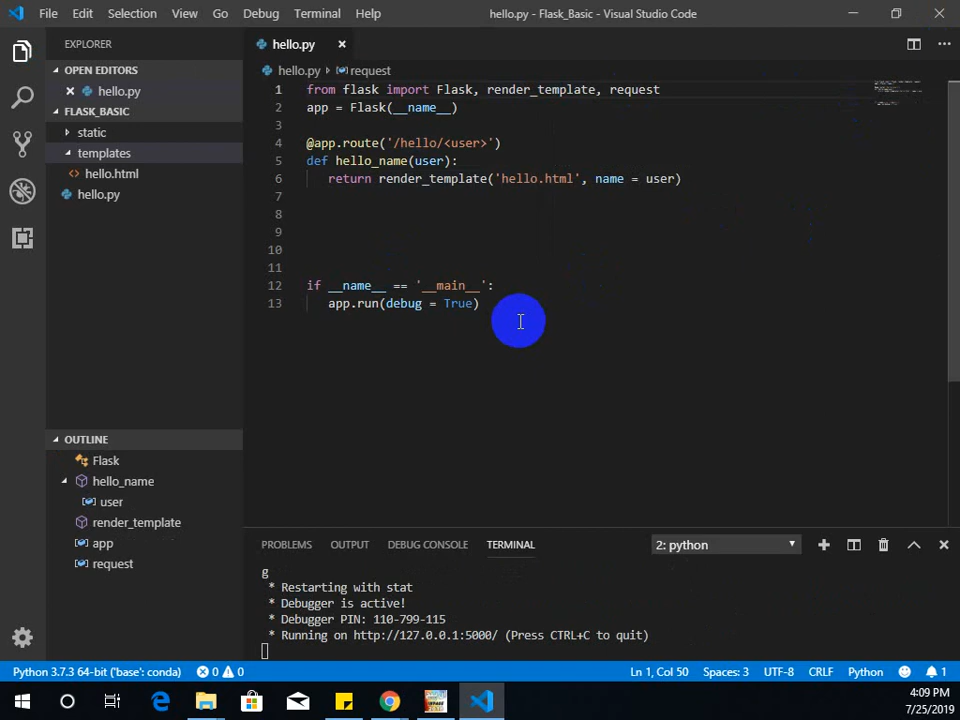 File Edit Selection View Go Debug Terminal Help
hello.py - Flask_Basic - Visual Studio Code
EXPLORER
OPEN EDITORS
hello.py
FLASK_BASIC
static
templates
hello.html
hello.py
OUTLINE
Flask
hello_name
user
render_template
app
request
hello.py
hello.py › request
1 from flask import Flask, render_template, request
2 app = Flask(__name__)
3
4 @app.route('/hello/<user>')
5 def hello_name(user):
6 return render_template('hello.html', name = user)
7
8
9
10
11
12 if __name__ == '__main__':
13 app.run(debug = True)
PROBLEMS OUTPUT DEBUG CONSOLE TERMINAL
2: python
g
* Restarting with stat
* Debugger is active!
* Debugger PIN: 110-799-115
* Running on http://127.0.0.1:5000/ (Press CTRL+C to quit)
Python 3.7.3 64-bit ('base': conda) 0 0 Ln 1, Col 50 Spaces: 3 UTF-8 CRLF Python 1
4:09 PM
7/25/2019